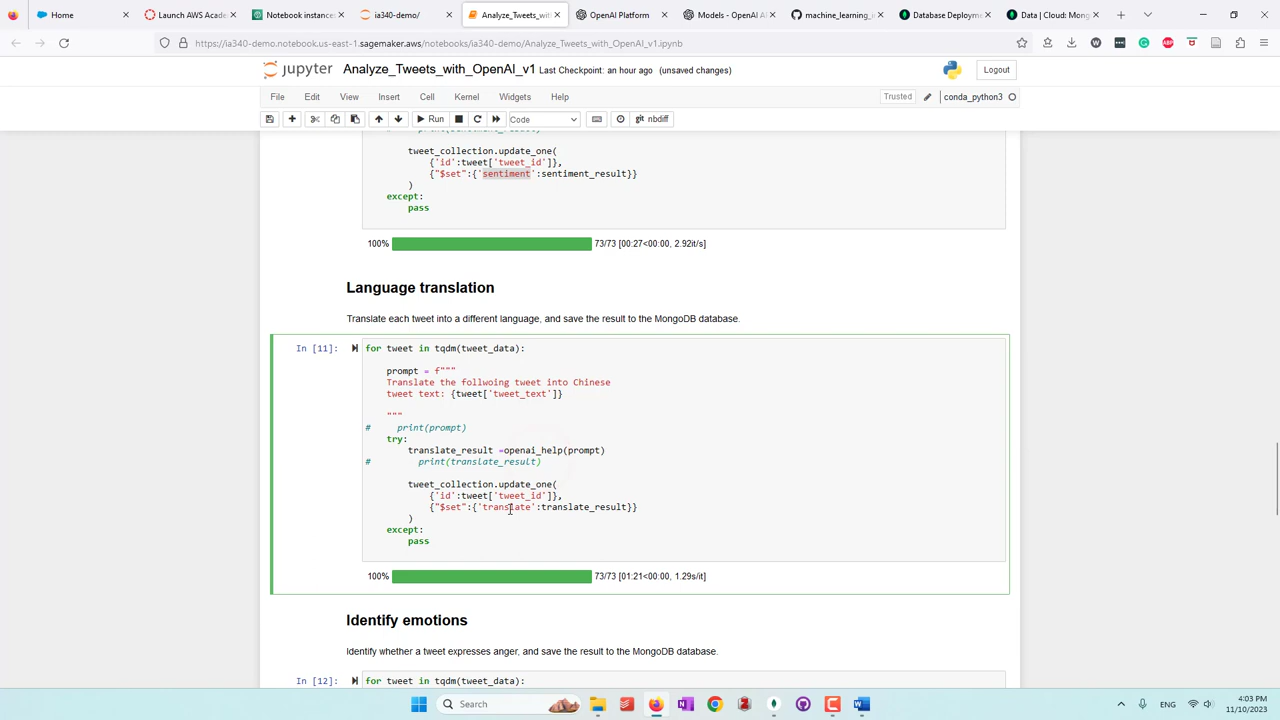 Home
Launch AWS Acade
Notebook instances
ia340-demo/
Analyze_Tweets_with
OpenAI Platform
Models - OpenAI A
machine_learning_
Database Deployme
Data | Cloud: Mong
https://ia340-demo.notebook.us-east-1.sagemaker.aws/notebooks/ia340-demo/Analyze_Tweets_with_OpenAI_v1.ipynb
jupyter Analyze_Tweets_with_OpenAI_v1 Last Checkpoint: an hour ago (unsaved changes)
Logout
File Edit View Insert Cell Kernel Widgets Help
Trusted
conda_python3
Run
Code
nbdiff
tweet_collection.update_one(
{'id':tweet['tweet_id']},
{"$set":{'sentiment':sentiment_result}}
)
except:
pass
100% 73/73 [00:27<00:00, 2.92it/s]
Language translation
Translate each tweet into a different language, and save the result to the MongoDB database.
In [11]: for tweet in tqdm(tweet_data):
prompt = f"""
Translate the follwoing tweet into Chinese
tweet text: {tweet['tweet_text']}
"""
# print(prompt)
try:
translate_result =openai_help(prompt)
# print(translate_result)
tweet_collection.update_one(
{'id':tweet['tweet_id']},
{"$set":{'translate':translate_result}}
)
except:
pass
100% 73/73 [01:21<00:00, 1.29s/it]
Identify emotions
Identify whether a tweet expresses anger, and save the result to the MongoDB database.
In [12]: for tweet in tqdm(tweet_data):
Search
ENG
4:03 PM
11/10/2023